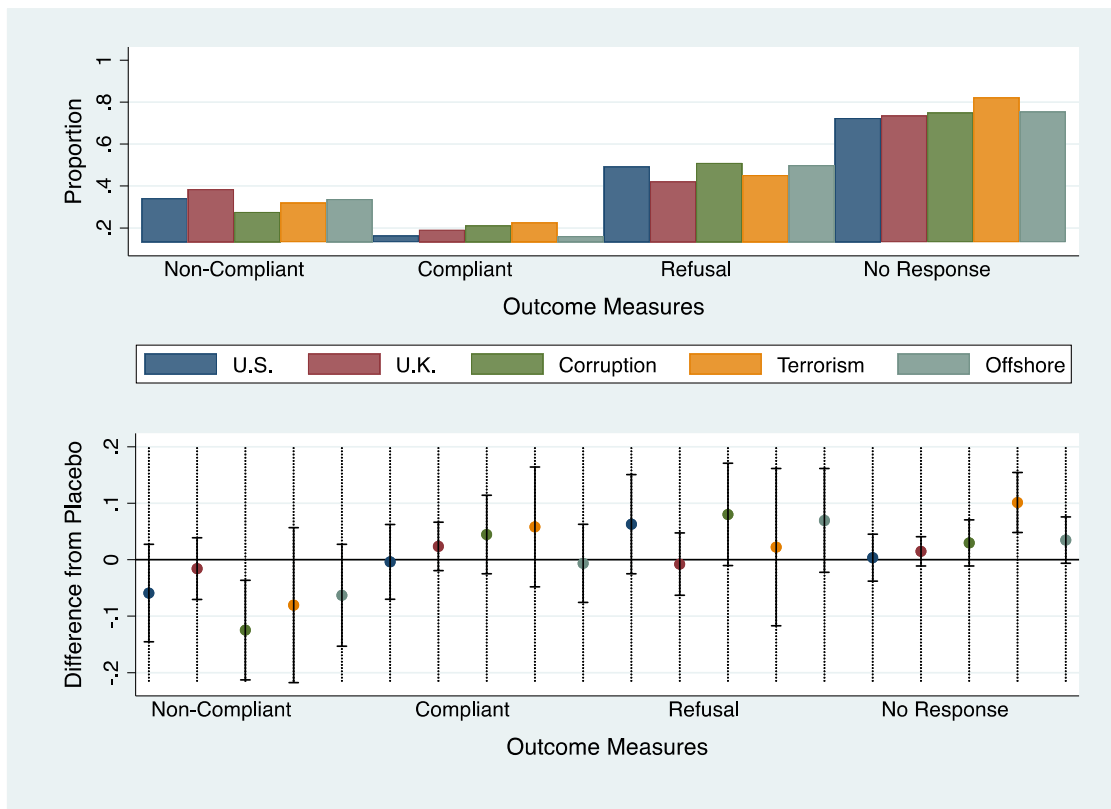 Proportion
1
.8
.6
.4
.2
Non-Compliant Compliant Refusal No Response
Outcome Measures
U.S. U.K. Corruption Terrorism Offshore
Difference from Placebo
.2
.1
0
-.1
-.2
Non-Compliant Compliant Refusal No Response
Outcome Measures